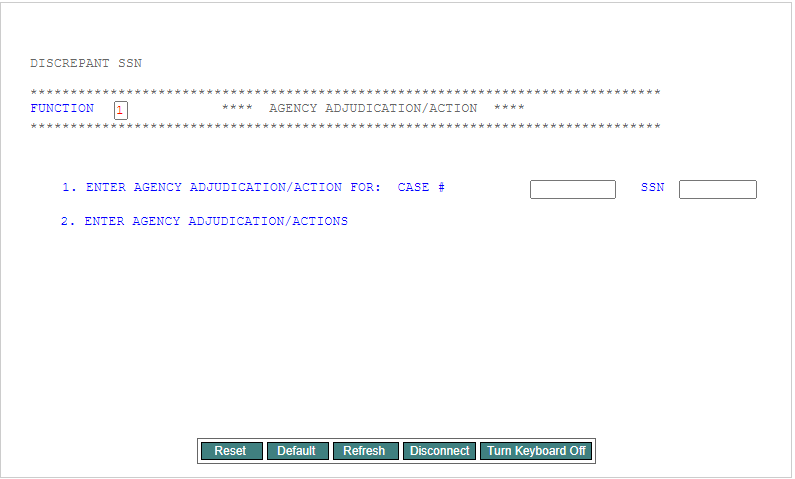 DISCREPANT SSN
*******************************************************************************
FUNCTION 1 **** AGENCY ADJUDICATION/ACTION ****
*******************************************************************************
1. ENTER AGENCY ADJUDICATION/ACTION FOR: CASE # SSN
2. ENTER AGENCY ADJUDICATION/ACTIONS
Reset Default Refresh Disconnect Turn Keyboard Off